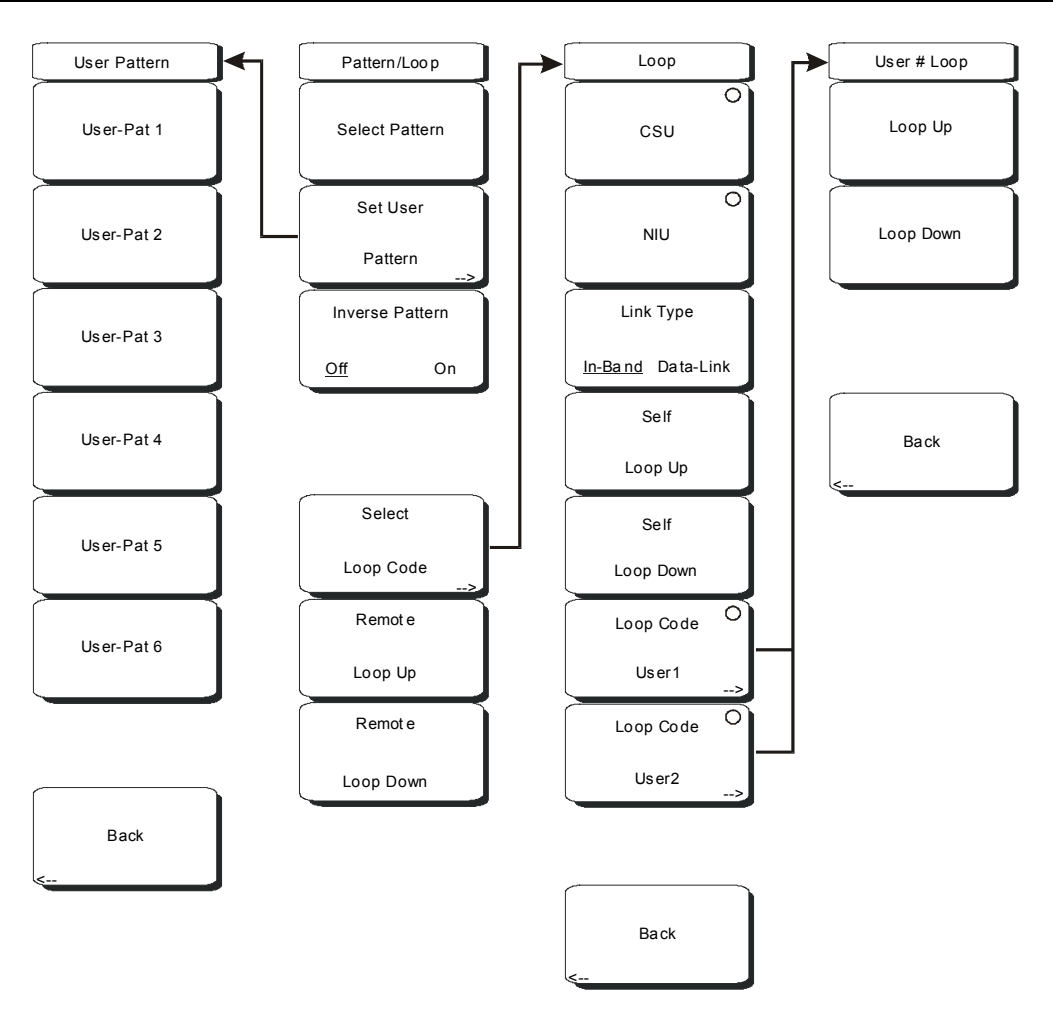 User Pattern
User-Pat 1
User-Pat 2
User-Pat 3
User-Pat 4
User-Pat 5
User-Pat 6
Back
<--
Pattern/Loop
Select Pattern
Set User
Pattern
-->
Inverse Pattern
Off On
Select
Loop Code
-->
Remote
Loop Up
Remote
Loop Down
Loop
CSU
NIU
Link Type
In-Band Data-Link
Self
Loop Up
Self
Loop Down
Loop Code
User1
-->
Loop Code
User2
-->
Back
<--
User # Loop
Loop Up
Loop Down
Back
<--